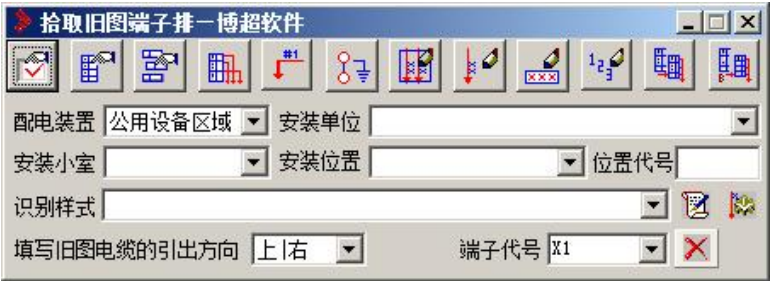 拾取旧图端子排－博超软件
#1
×××
123
配电装置 公用设备区域 安装单位
安装小室 安装位置 位置代号
识别样式
填写旧图电缆的引出方向 上|右 端子代号 X1